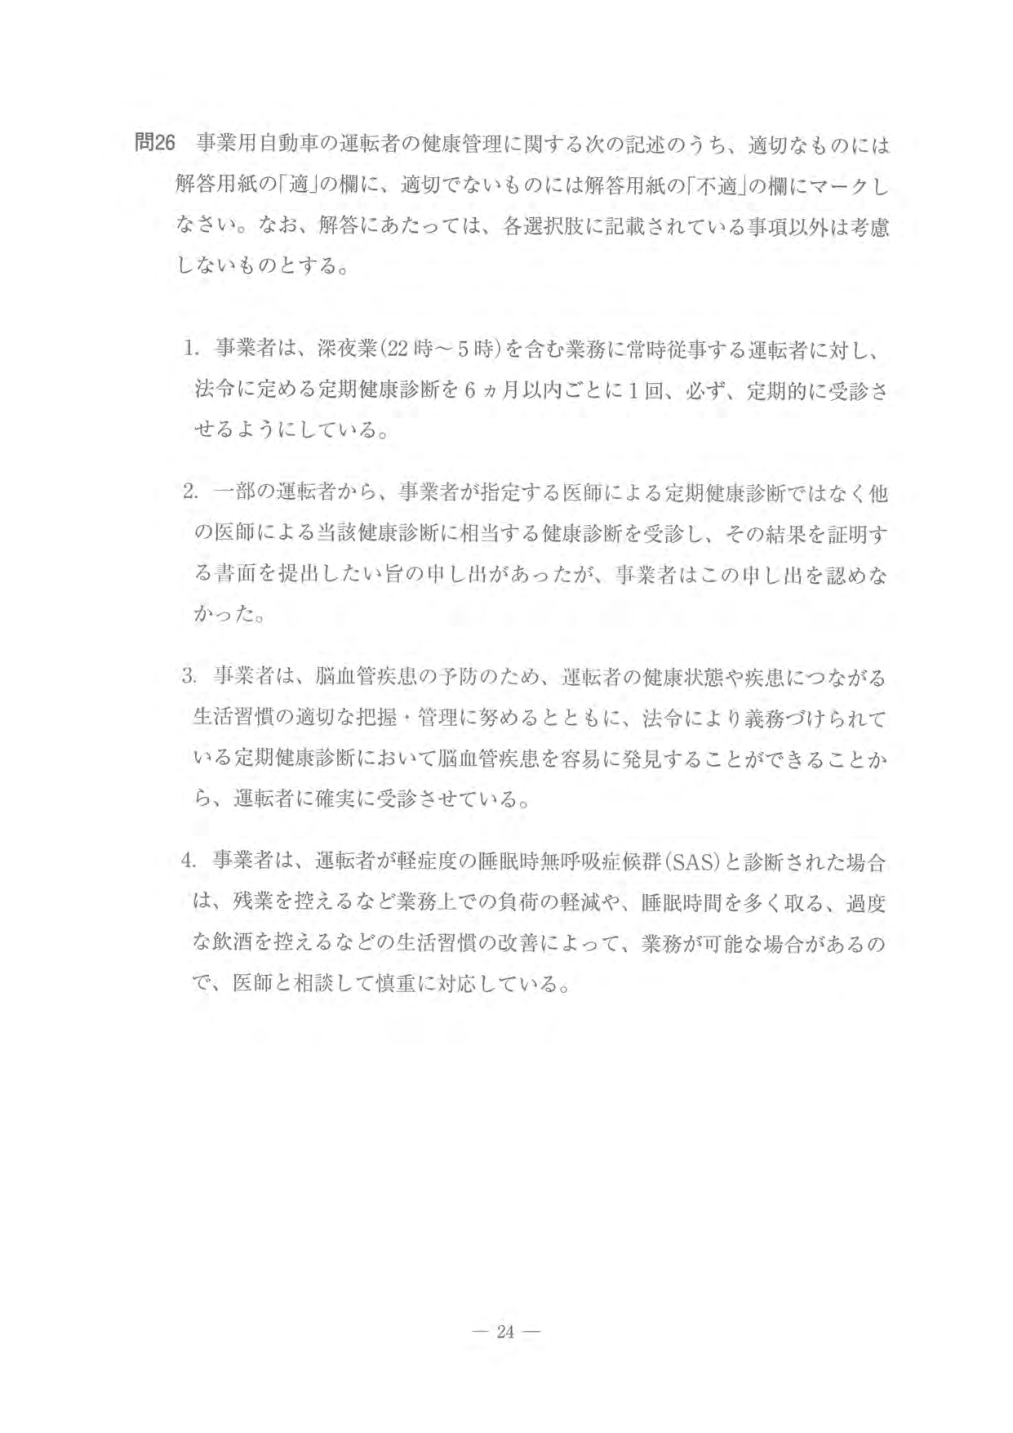 問26　事業用自動車の運転者の健康管理に関する次の記述のうち、適切なものには
解答用紙の「適」の欄に、適切でないものには解答用紙の「不適」の欄にマークし
なさい。なお、解答にあたっては、各選択肢に記載されている事項以外は考慮
しないものとする。
1. 事業者は、深夜業(22時～5時)を含む業務に常時従事する運転者に対し、
法令に定める定期健康診断を6ヵ月以内ごとに1回、必ず、定期的に受診さ
せるようにしている。
2. 一部の運転者から、事業者が指定する医師による定期健康診断ではなく他
の医師による当該健康診断に相当する健康診断を受診し、その結果を証明す
る書面を提出したい旨の申し出があったが、事業者はこの申し出を認めな
かった。
3. 事業者は、脳血管疾患の予防のため、運転者の健康状態や疾患につながる
生活習慣の適切な把握・管理に努めるとともに、法令により義務づけられて
いる定期健康診断において脳血管疾患を容易に発見することができることか
ら、運転者に確実に受診させている。
4. 事業者は、運転者が軽症度の睡眠時無呼吸症候群(SAS)と診断された場合
は、残業を控えるなど業務上での負荷の軽減や、睡眠時間を多く取る、過度
な飲酒を控えるなどの生活習慣の改善によって、業務が可能な場合があるの
で、医師と相談して慎重に対応している。
— 24 —